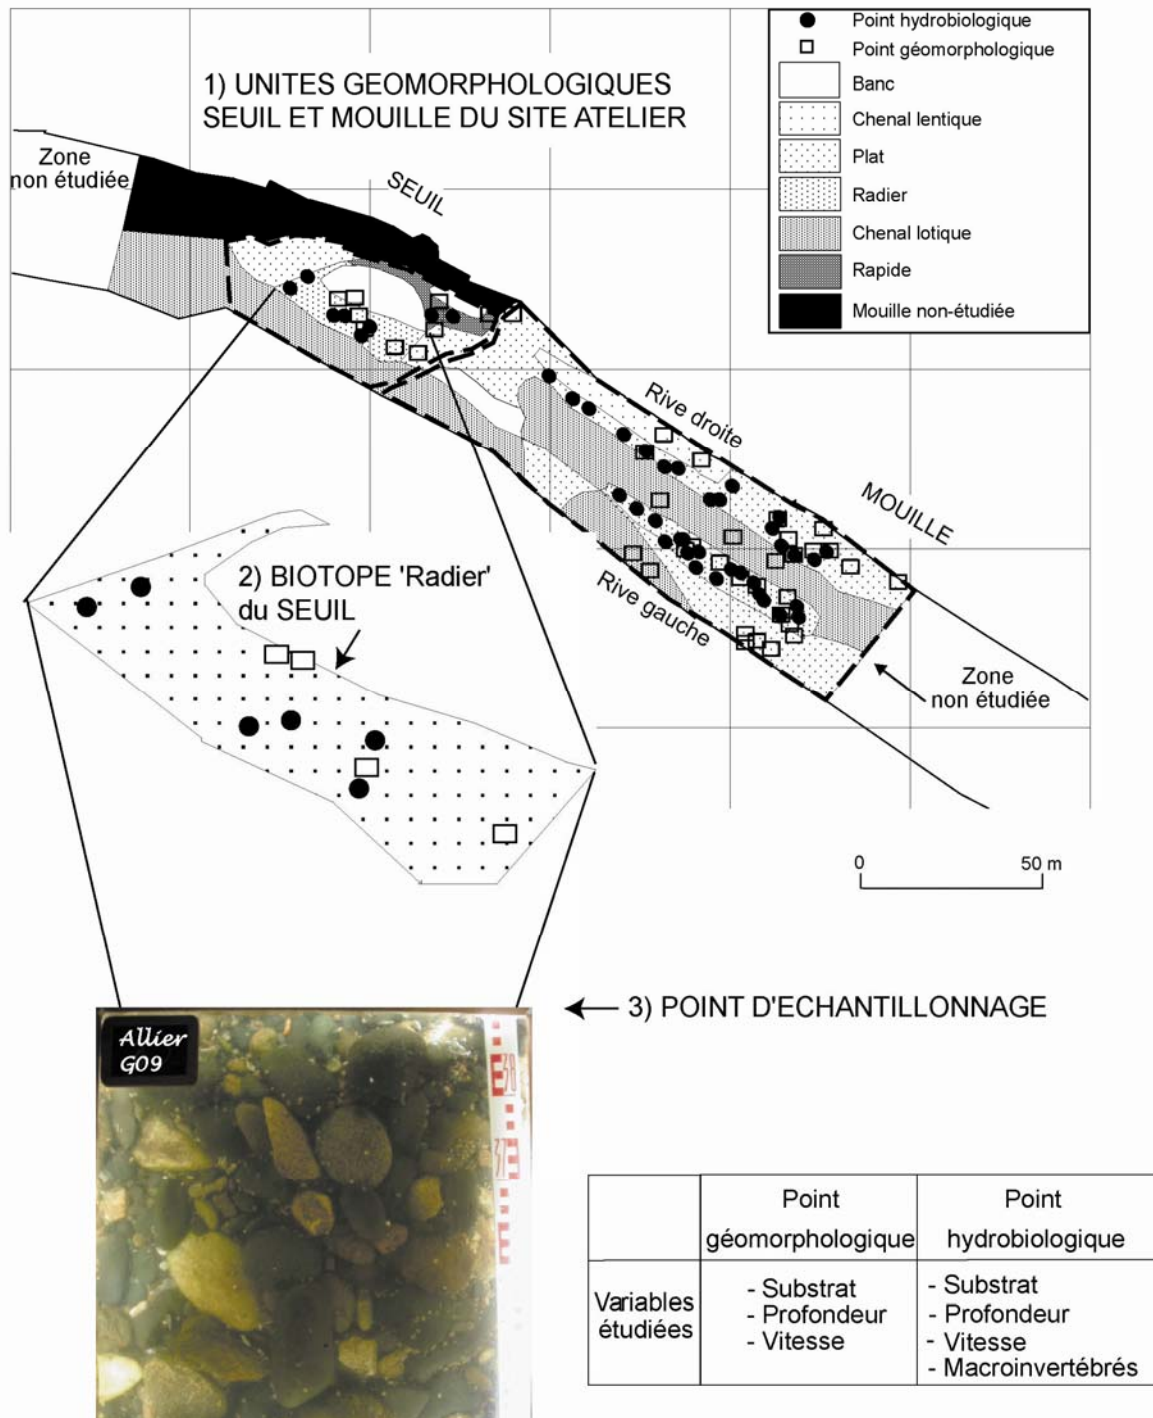 Point hydrobiologique
Point géomorphologique
Banc
Chenal lentique
Plat
Radier
Chenal lotique
Rapide
Mouille non-étudiée
1) UNITES GEOMORPHOLOGIQUES
SEUIL ET MOUILLE DU SITE ATELIER
Zone
non étudiée
SEUIL
Rive droite
MOUILLE
Rive gauche
Zone
non étudiée
2) BIOTOPE 'Radier'
du SEUIL
0 50 m
3) POINT D'ECHANTILLONNAGE
Allier
G09
E38
37E
E
Point
géomorphologique
Point
hydrobiologique
Variables
étudiées
- Substrat
- Profondeur
- Vitesse
- Substrat
- Profondeur
- Vitesse
- Macroinvertébrés